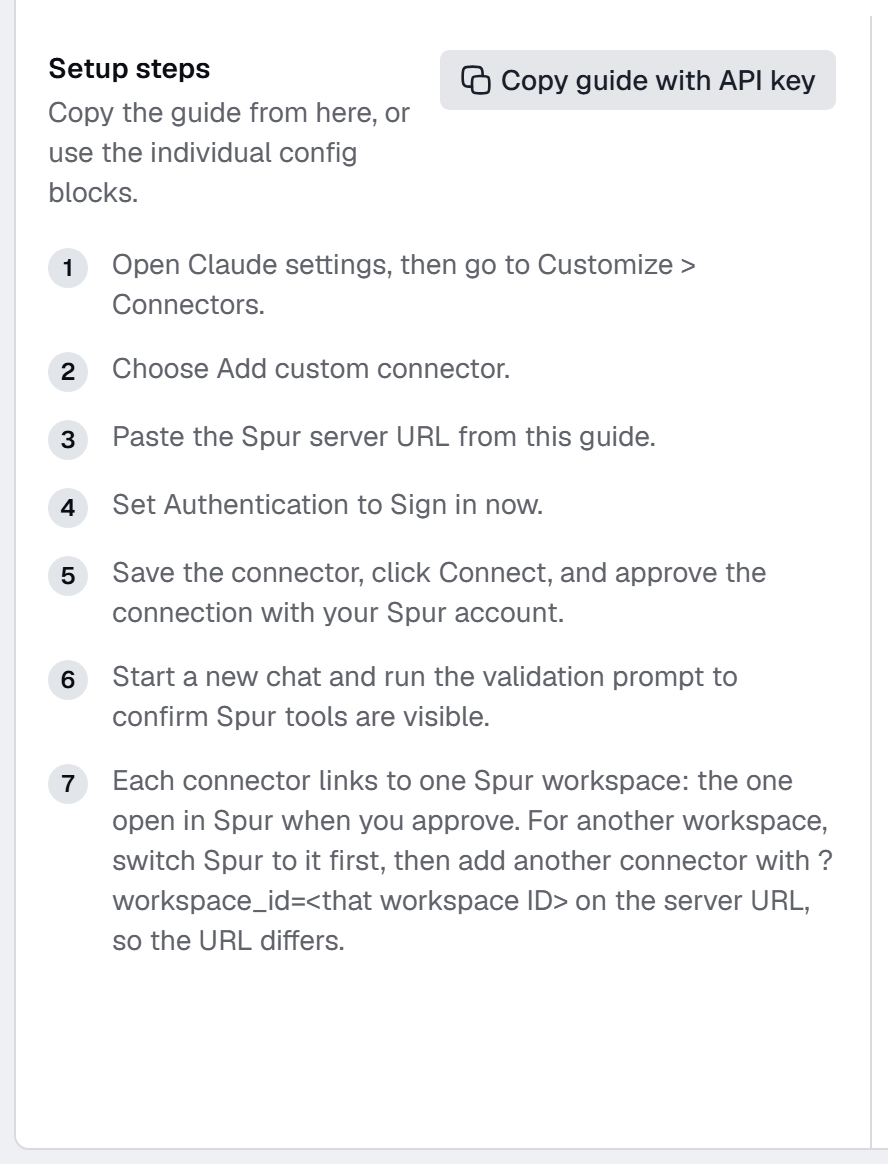 Setup steps
Copy guide with API key
Copy the guide from here, or
use the individual config
blocks.
1
Open Claude settings, then go to Customize >
Connectors.
2
Choose Add custom connector.
3
Paste the Spur server URL from this guide.
4
Set Authentication to Sign in now.
5
Save the connector, click Connect, and approve the
connection with your Spur account.
6
Start a new chat and run the validation prompt to
confirm Spur tools are visible.
7
Each connector links to one Spur workspace: the one
open in Spur when you approve. For another workspace,
switch Spur to it first, then add another connector with ?
workspace_id=<that workspace ID> on the server URL,
so the URL differs.